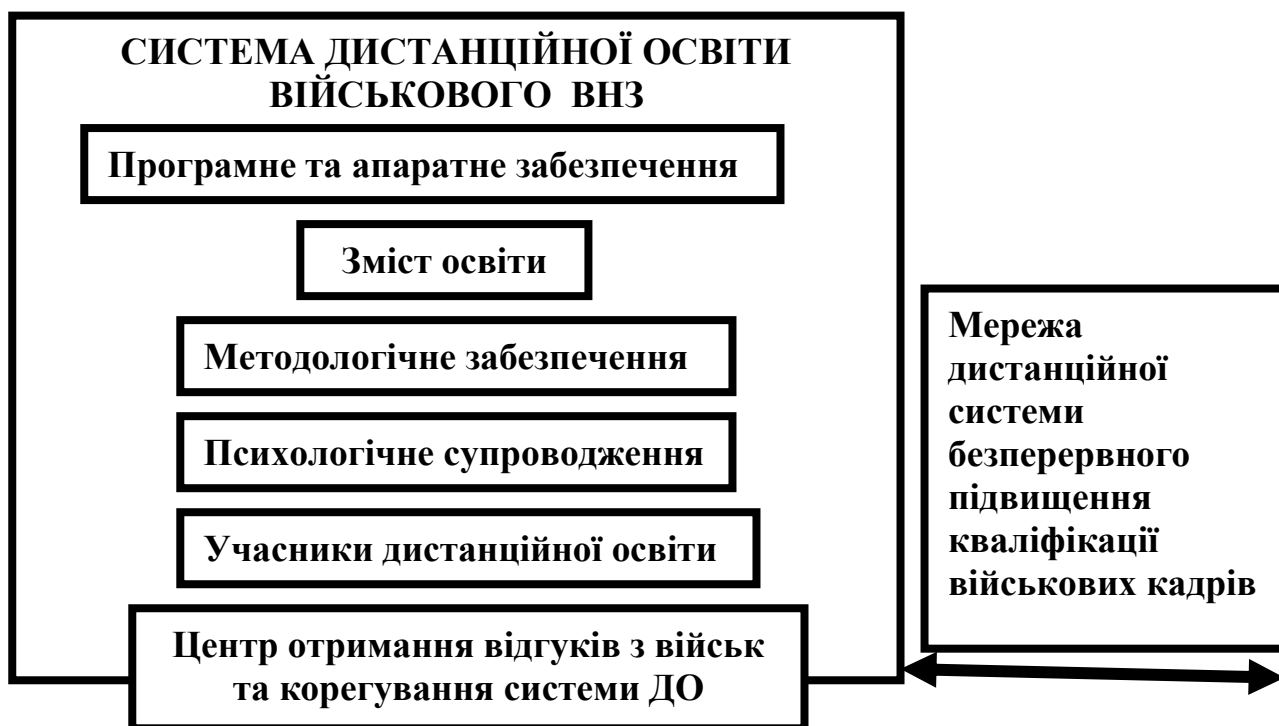 СИСТЕМА ДИСТАНЦІЙНОЇ ОСВІТИ
ВІЙСЬКОВОГО ВНЗ
Програмне та апаратне забезпечення
Зміст освіти
Методологічне забезпечення
Психологічне супроводження
Учасники дистанційної освіти
Центр отримання відгуків з військ
та корегування системи ДО
Мережа
дистанційної
системи
безперервного
підвищення
кваліфікації
військових кадрів